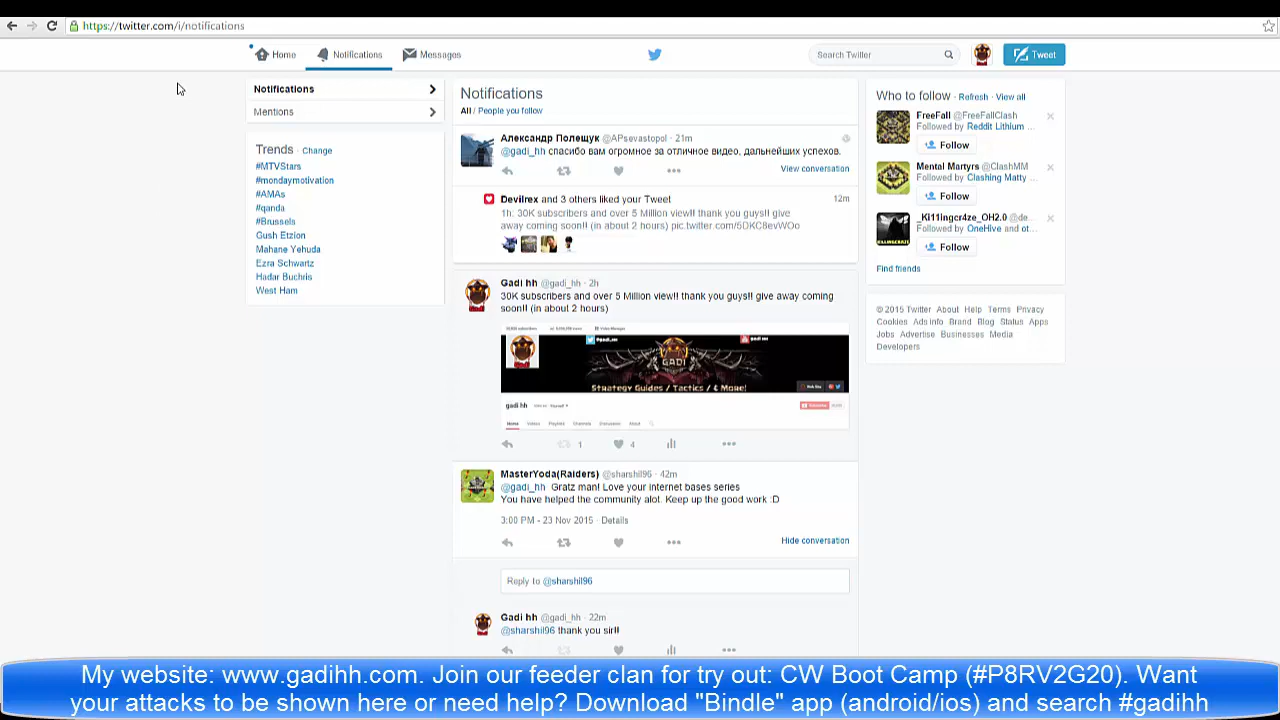 https://twitter.com/i/notifications
Home Notifications Messages
Search Twitter
Tweet
Notifications
Mentions
Trends · Change
#MTVStars
#mondaymotivation
#AMAs
#qanda
#Brussels
Gush Etzion
Mahane Yehuda
Ezra Schwartz
Hadar Buchris
West Ham
Notifications
All / People you follow
Александр Полещук @APsevastopol · 21m
@gadi_hh спасибо вам огромное за отличное видео, дальнейших успехов.
View conversation
Devilrex and 3 others liked your Tweet 12m
1h: 30K subscribers and over 5 Million view!! thank you guys!! give
away coming soon!! (in about 2 hours) pic.twitter.com/5DKC8evWOo
Gadi hh @gadi_hh · 2h
30K subscribers and over 5 Million view!! thank you guys!! give away coming
soon!! (in about 2 hours)
GADI
Strategy Guides / Tactics / & More!
gadi hh
Home Videos Playlists Channels Discussion About
1 4
MasterYoda(Raiders) @sharshil96 · 42m
@gadi_hh Gratz man! Love your internet bases series
You have helped the community alot. Keep up the good work :D
3:00 PM - 23 Nov 2015 · Details
Hide conversation
Reply to @sharshil96
Gadi hh @gadi_hh · 22m
@sharshil96 thank you sir!!
Who to follow · Refresh · View all
FreeFall @FreeFallClash
Followed by Reddit Lithium ...
Follow
Mental Martyrs @ClashMM
Followed by Clashing Matty ...
Follow
_Ki11ingcr4ze_OH2.0 @de...
Followed by OneHive and ot...
KILLINGCRAZE
Follow
Find friends
© 2015 Twitter About Help Terms Privacy
Cookies Ads info Brand Blog Status Apps
Jobs Advertise Businesses Media
Developers
My website: www.gadihh.com. Join our feeder clan for try out: CW Boot Camp (#P8RV2G20). Want
your attacks to be shown here or need help? Download "Bindle" app (android/ios) and search #gadihh